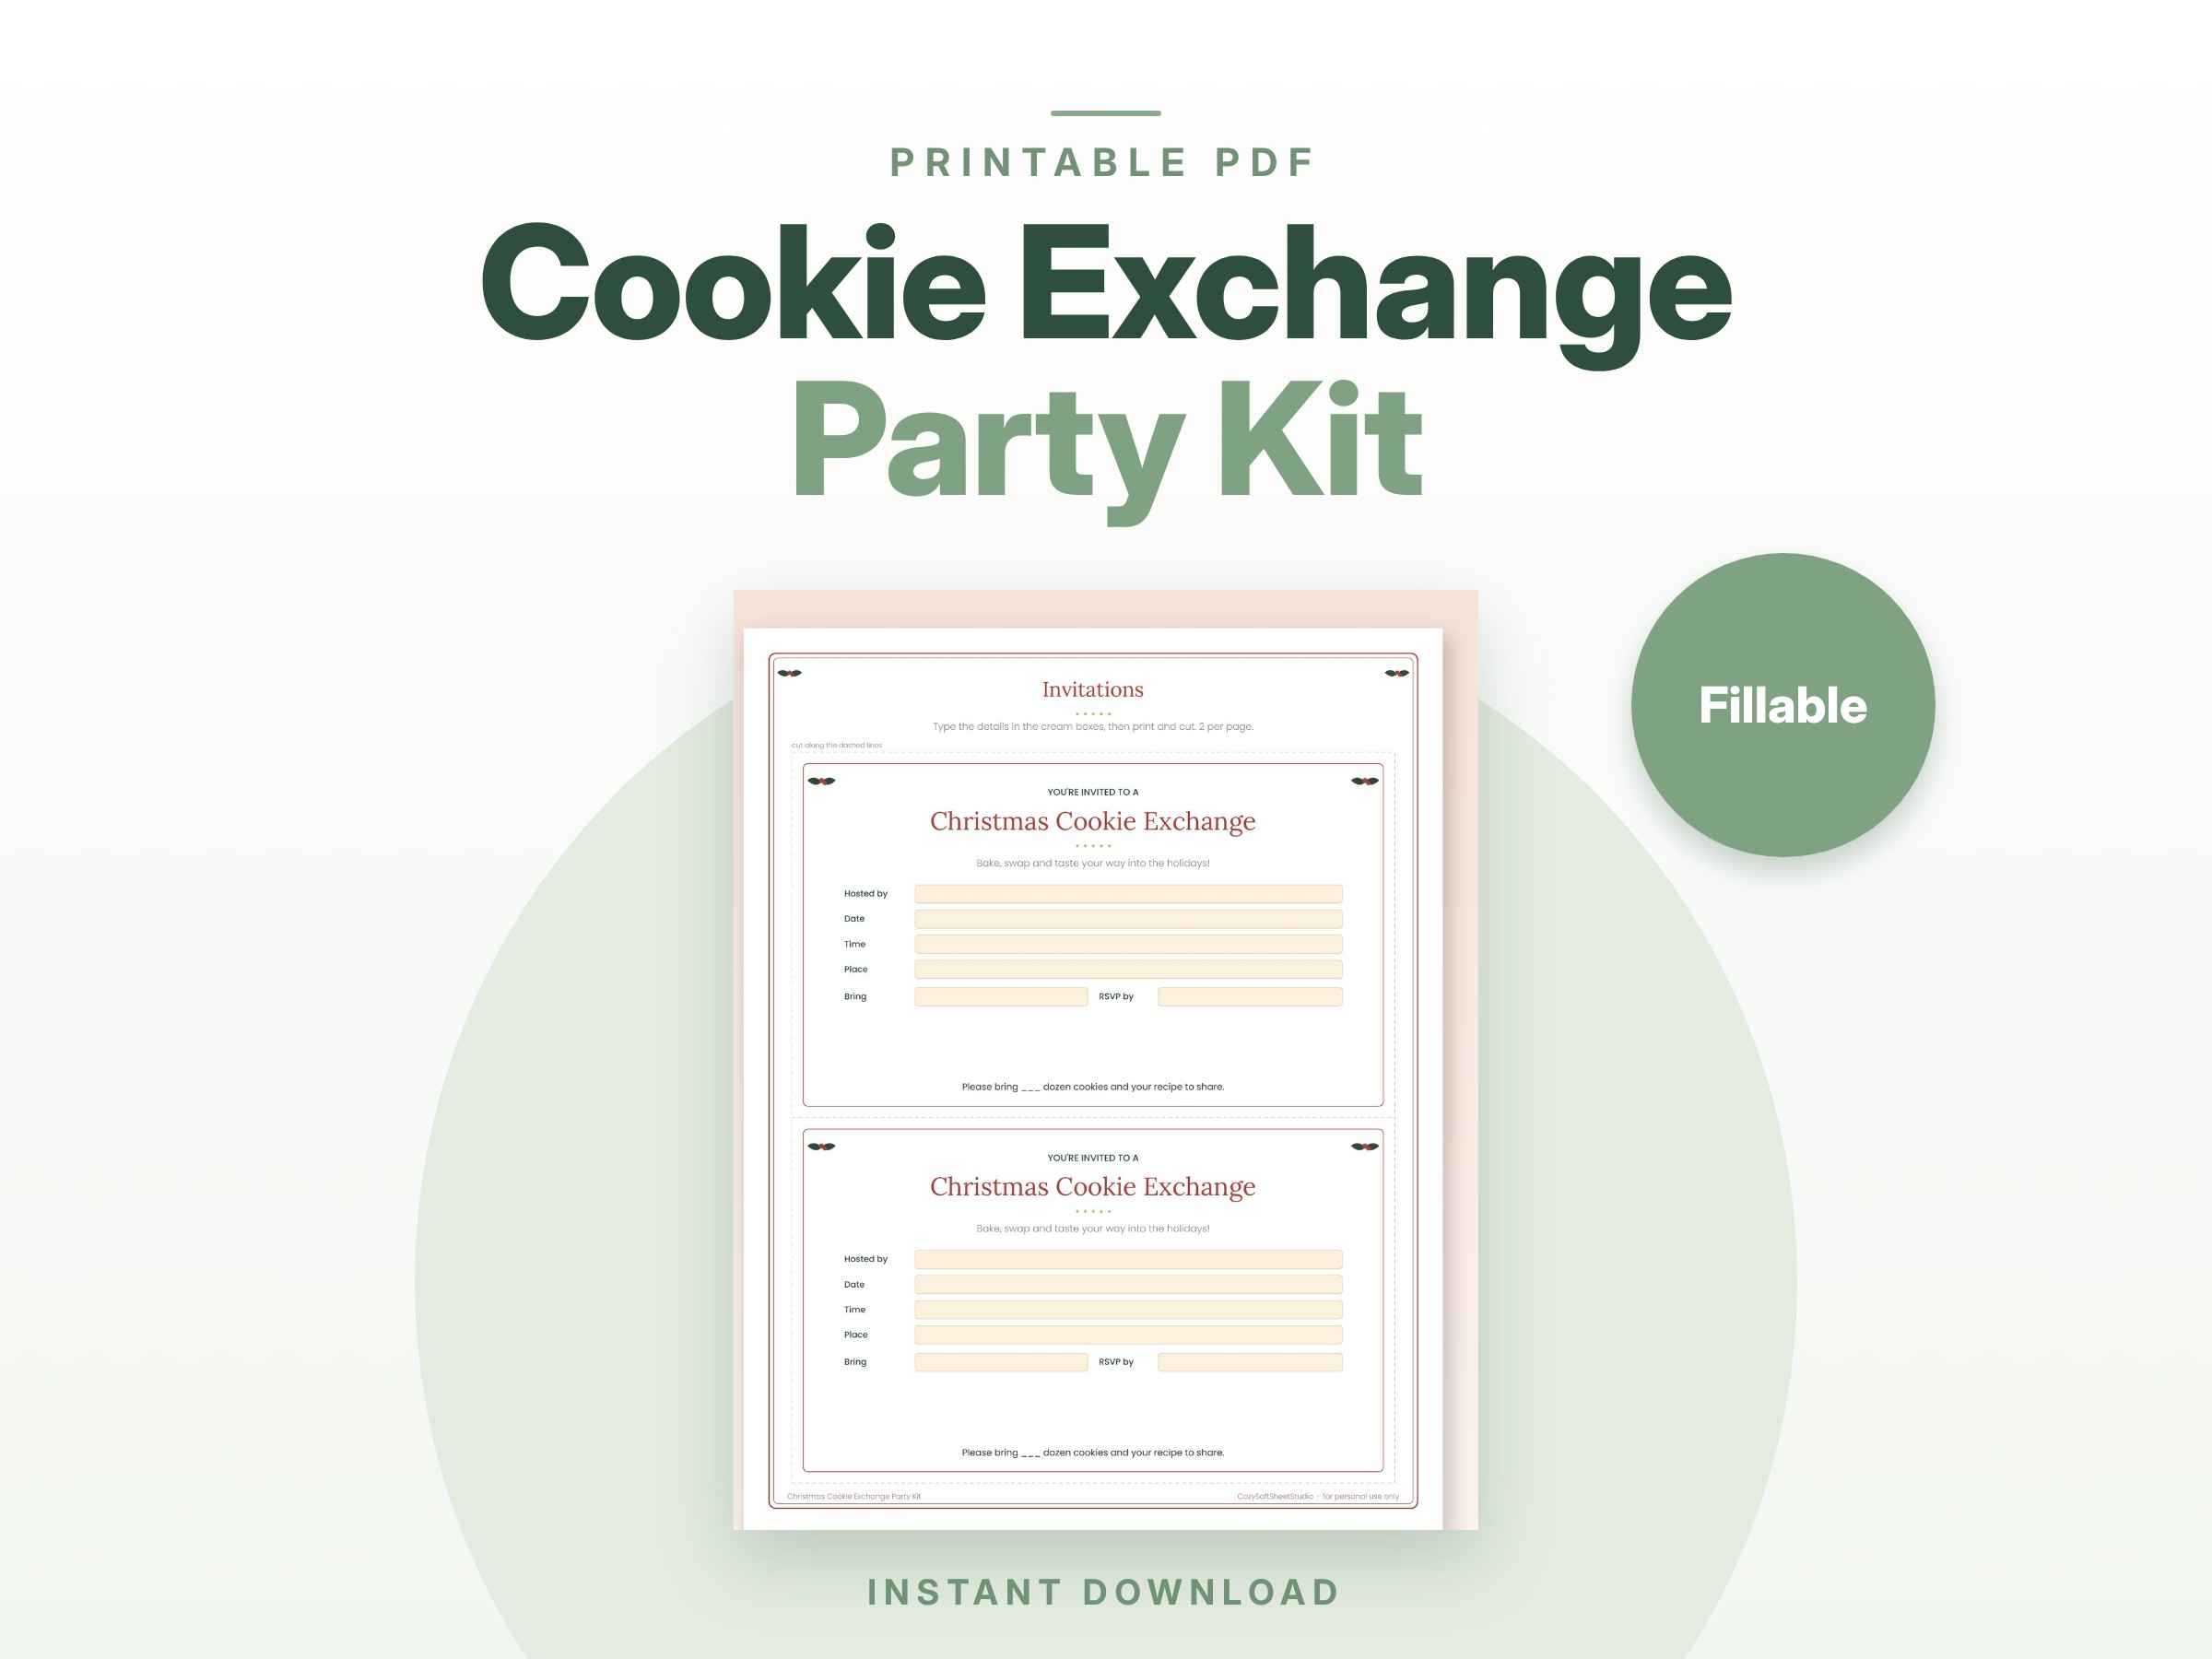 PRINTABLE PDF
Cookie Exchange
Party Kit
Fillable
Invitations
Type the details in the cream boxes, then print and cut. 2 per page.
cut along the dashed lines
YOU'RE INVITED TO A
Christmas Cookie Exchange
Bake, swap and taste your way into the holidays!
Hosted by
Date
Time
Place
Bring RSVP by
Please bring ___ dozen cookies and your recipe to share.
YOU'RE INVITED TO A
Christmas Cookie Exchange
Bake, swap and taste your way into the holidays!
Hosted by
Date
Time
Place
Bring RSVP by
Please bring ___ dozen cookies and your recipe to share.
Christmas Cookie Exchange Party Kit CozySoftSheetStudio · for personal use only
INSTANT DOWNLOAD